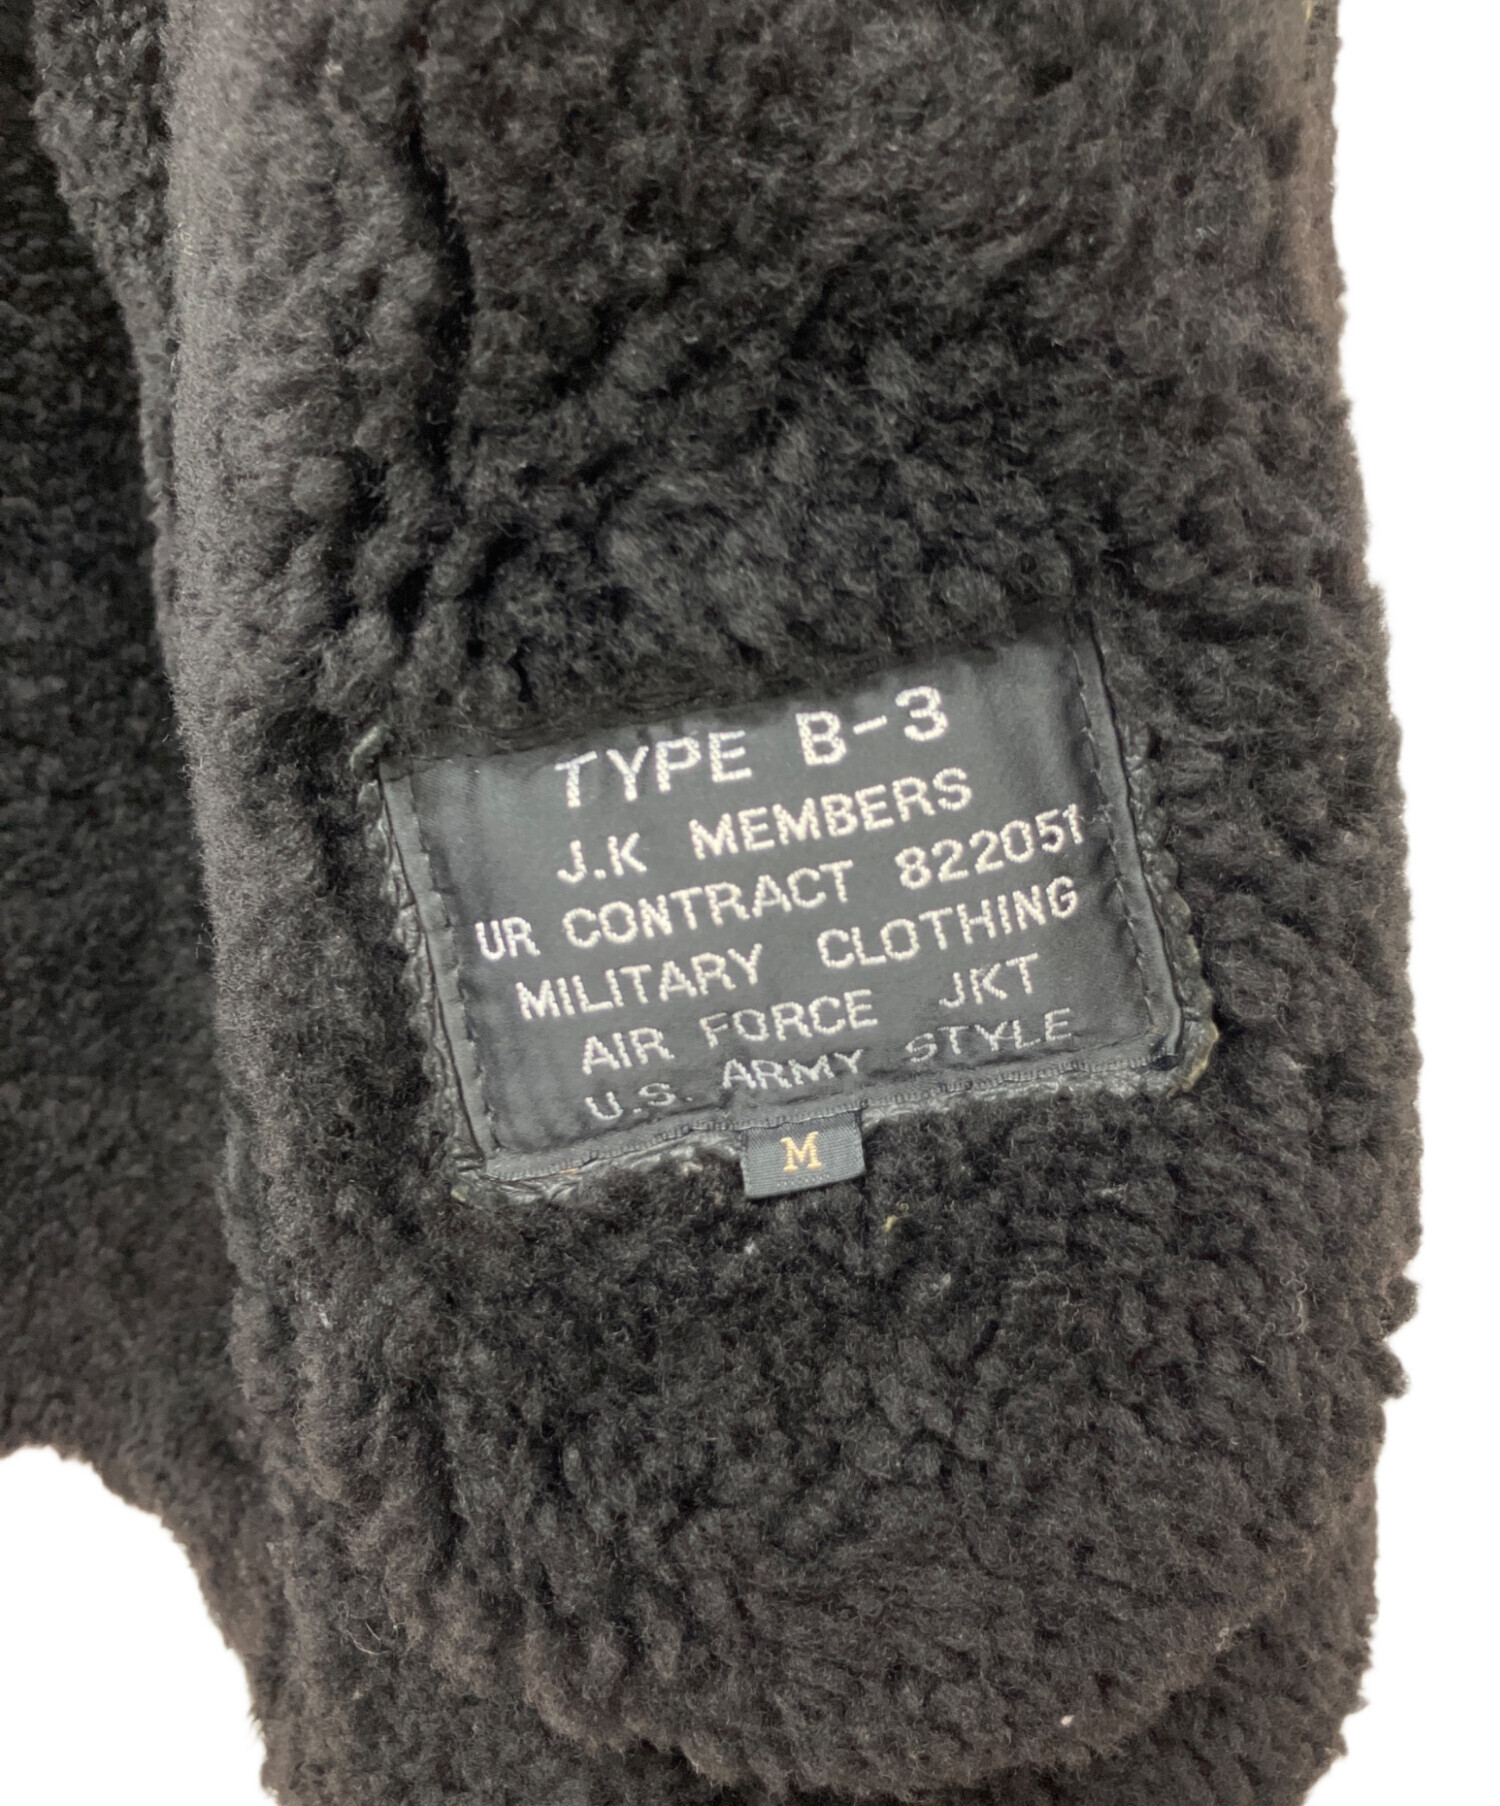 TYPE B-3
J.K MEMBERS
UR CONTRACT 822051
MILITARY CLOTHING
AIR FORCE JKT
U.S. ARMY STYLE
M